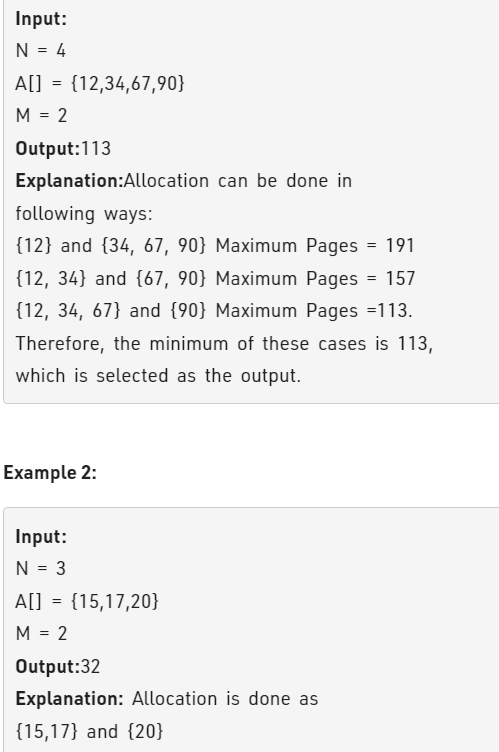 Input:
N = 4
A[] = {12,34,67,90}
M = 2
Output:113
Explanation:Allocation can be done in
following ways:
{12} and {34, 67, 90} Maximum Pages = 191
{12, 34} and {67, 90} Maximum Pages = 157
{12, 34, 67} and {90} Maximum Pages =113.
Therefore, the minimum of these cases is 113,
which is selected as the output.
Example 2:
Input:
N = 3
A[] = {15,17,20}
M = 2
Output:32
Explanation: Allocation is done as
{15,17} and {20}